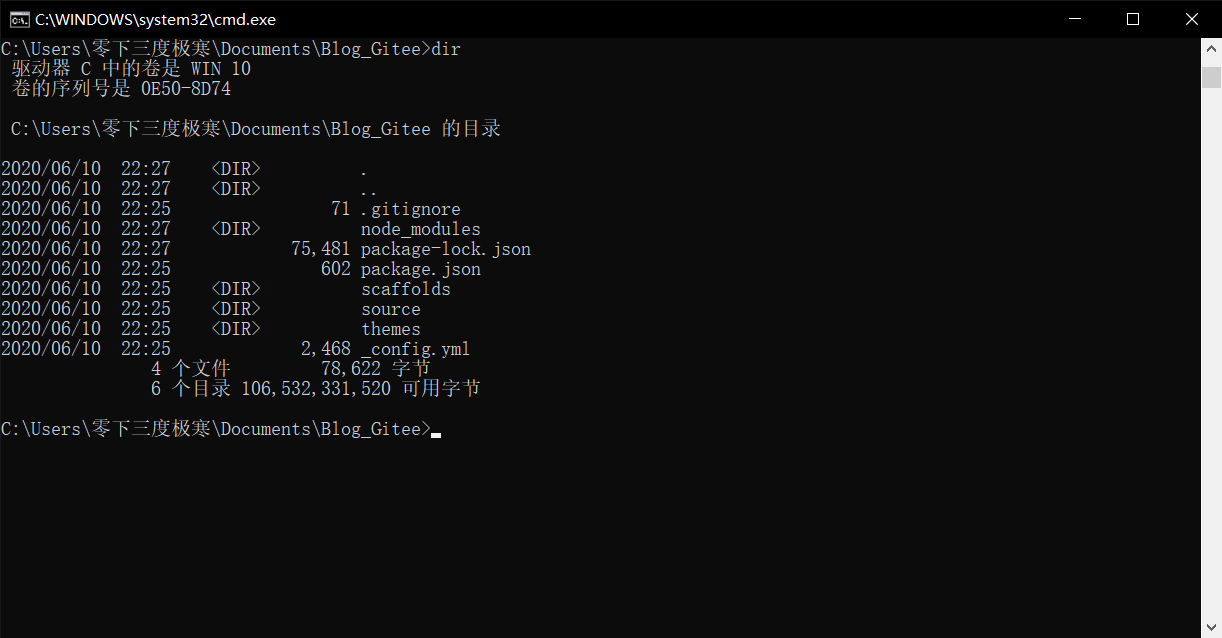 C:\WINDOWS\system32\cmd.exe
C:\Users\零下三度极寒\Documents\Blog_Gitee>dir
 驱动器 C 中的卷是 WIN 10
 卷的序列号是 0E50-8D74

 C:\Users\零下三度极寒\Documents\Blog_Gitee 的目录

2020/06/10  22:27    <DIR>          .
2020/06/10  22:27    <DIR>          ..
2020/06/10  22:25                71 .gitignore
2020/06/10  22:27    <DIR>          node_modules
2020/06/10  22:27            75,481 package-lock.json
2020/06/10  22:25               602 package.json
2020/06/10  22:25    <DIR>          scaffolds
2020/06/10  22:25    <DIR>          source
2020/06/10  22:25    <DIR>          themes
2020/06/10  22:25             2,468 _config.yml
               4 个文件         78,622 字节
               6 个目录 106,532,331,520 可用字节

C:\Users\零下三度极寒\Documents\Blog_Gitee>